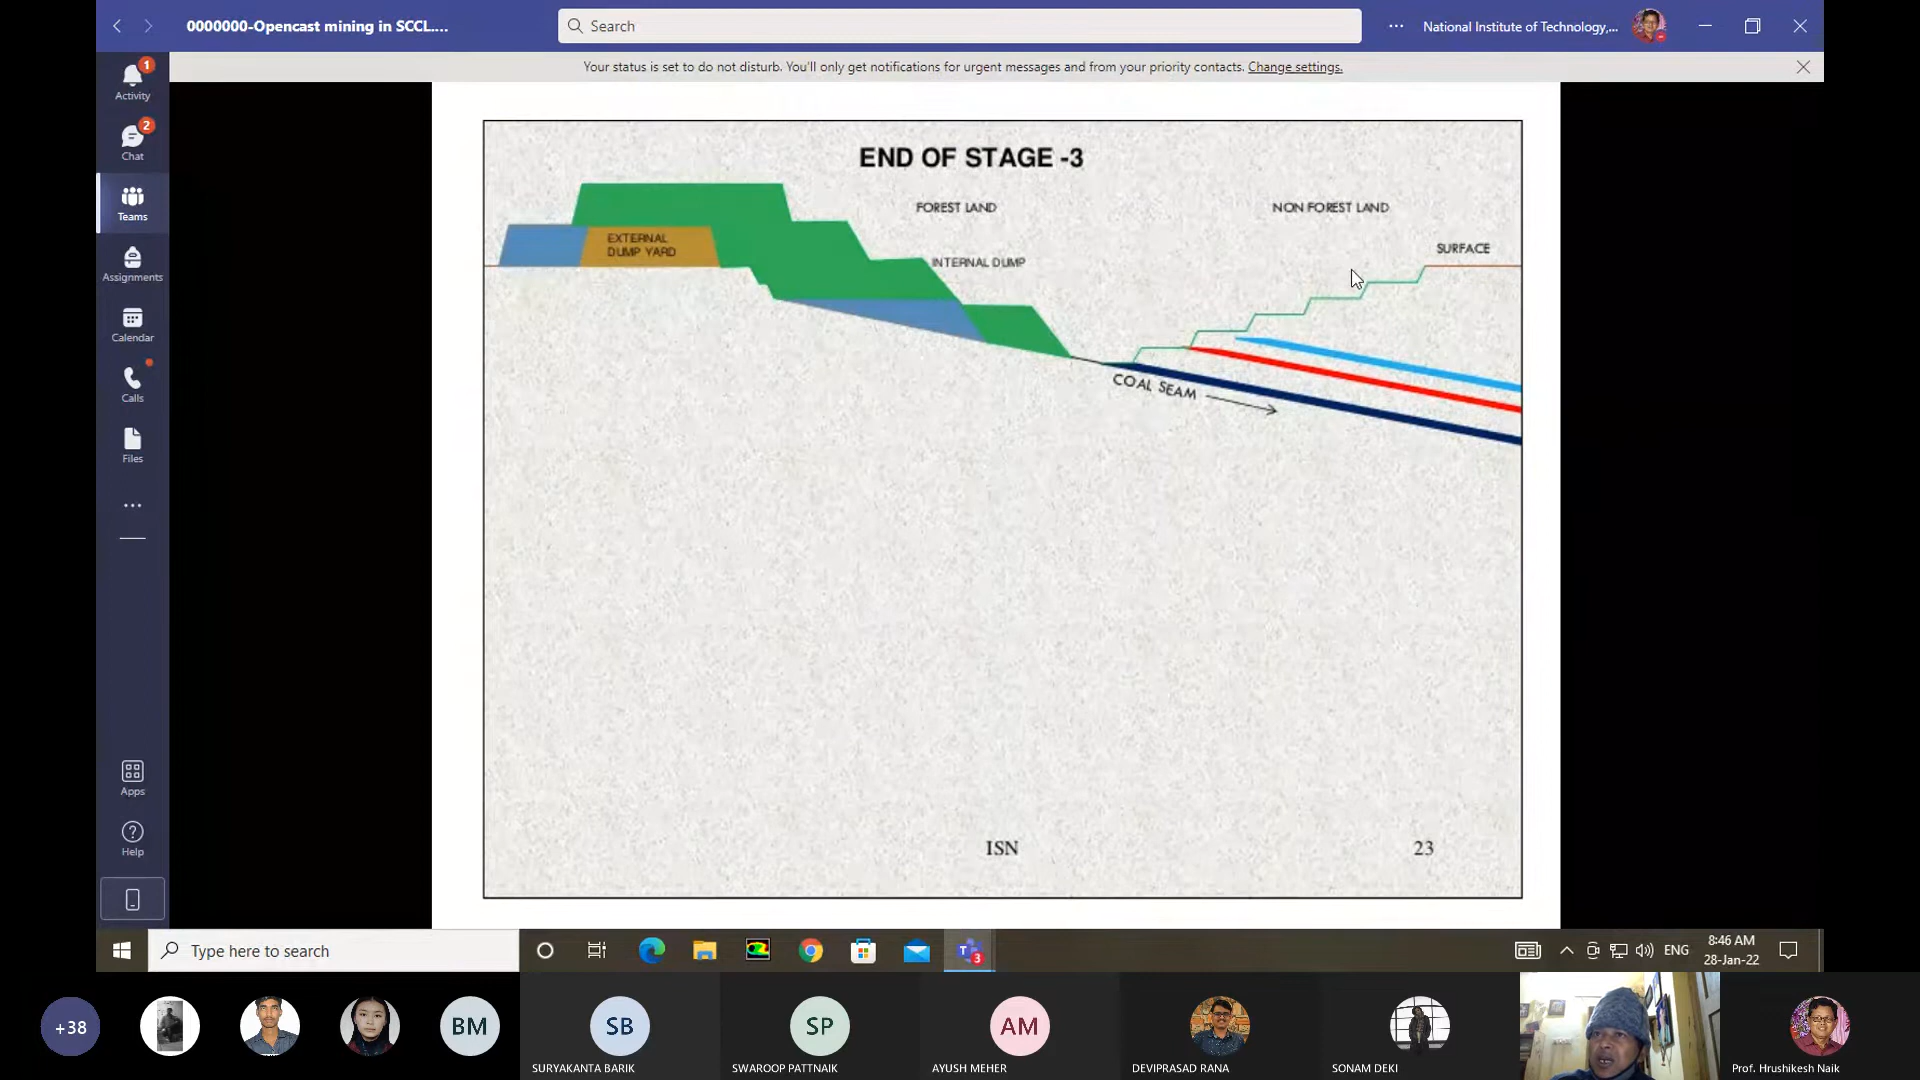 0000000-Opencast mining in SCCL....
Search
National Institute of Technology,...
Your status is set to do not disturb. You'll only get notifications for urgent messages and from your priority contacts. Change settings.
1
Activity
2
Chat
Teams
Assignments
Calendar
Calls
Files
Apps
Help
END OF STAGE -3
FOREST LAND
NON FOREST LAND
EXTERNAL
DUMP YARD
INTERNAL DUMP
SURFACE
COAL SEAM
ISN
23
Type here to search
3
ENG
8:46 AM
28-Jan-22
+38
BM
SB
SP
AM
SURYAKANTA BARIK
SWAROOP PATTNAIK
AYUSH MEHER
DEVIPRASAD RANA
SONAM DEKI
Prof. Hrushikesh Naik